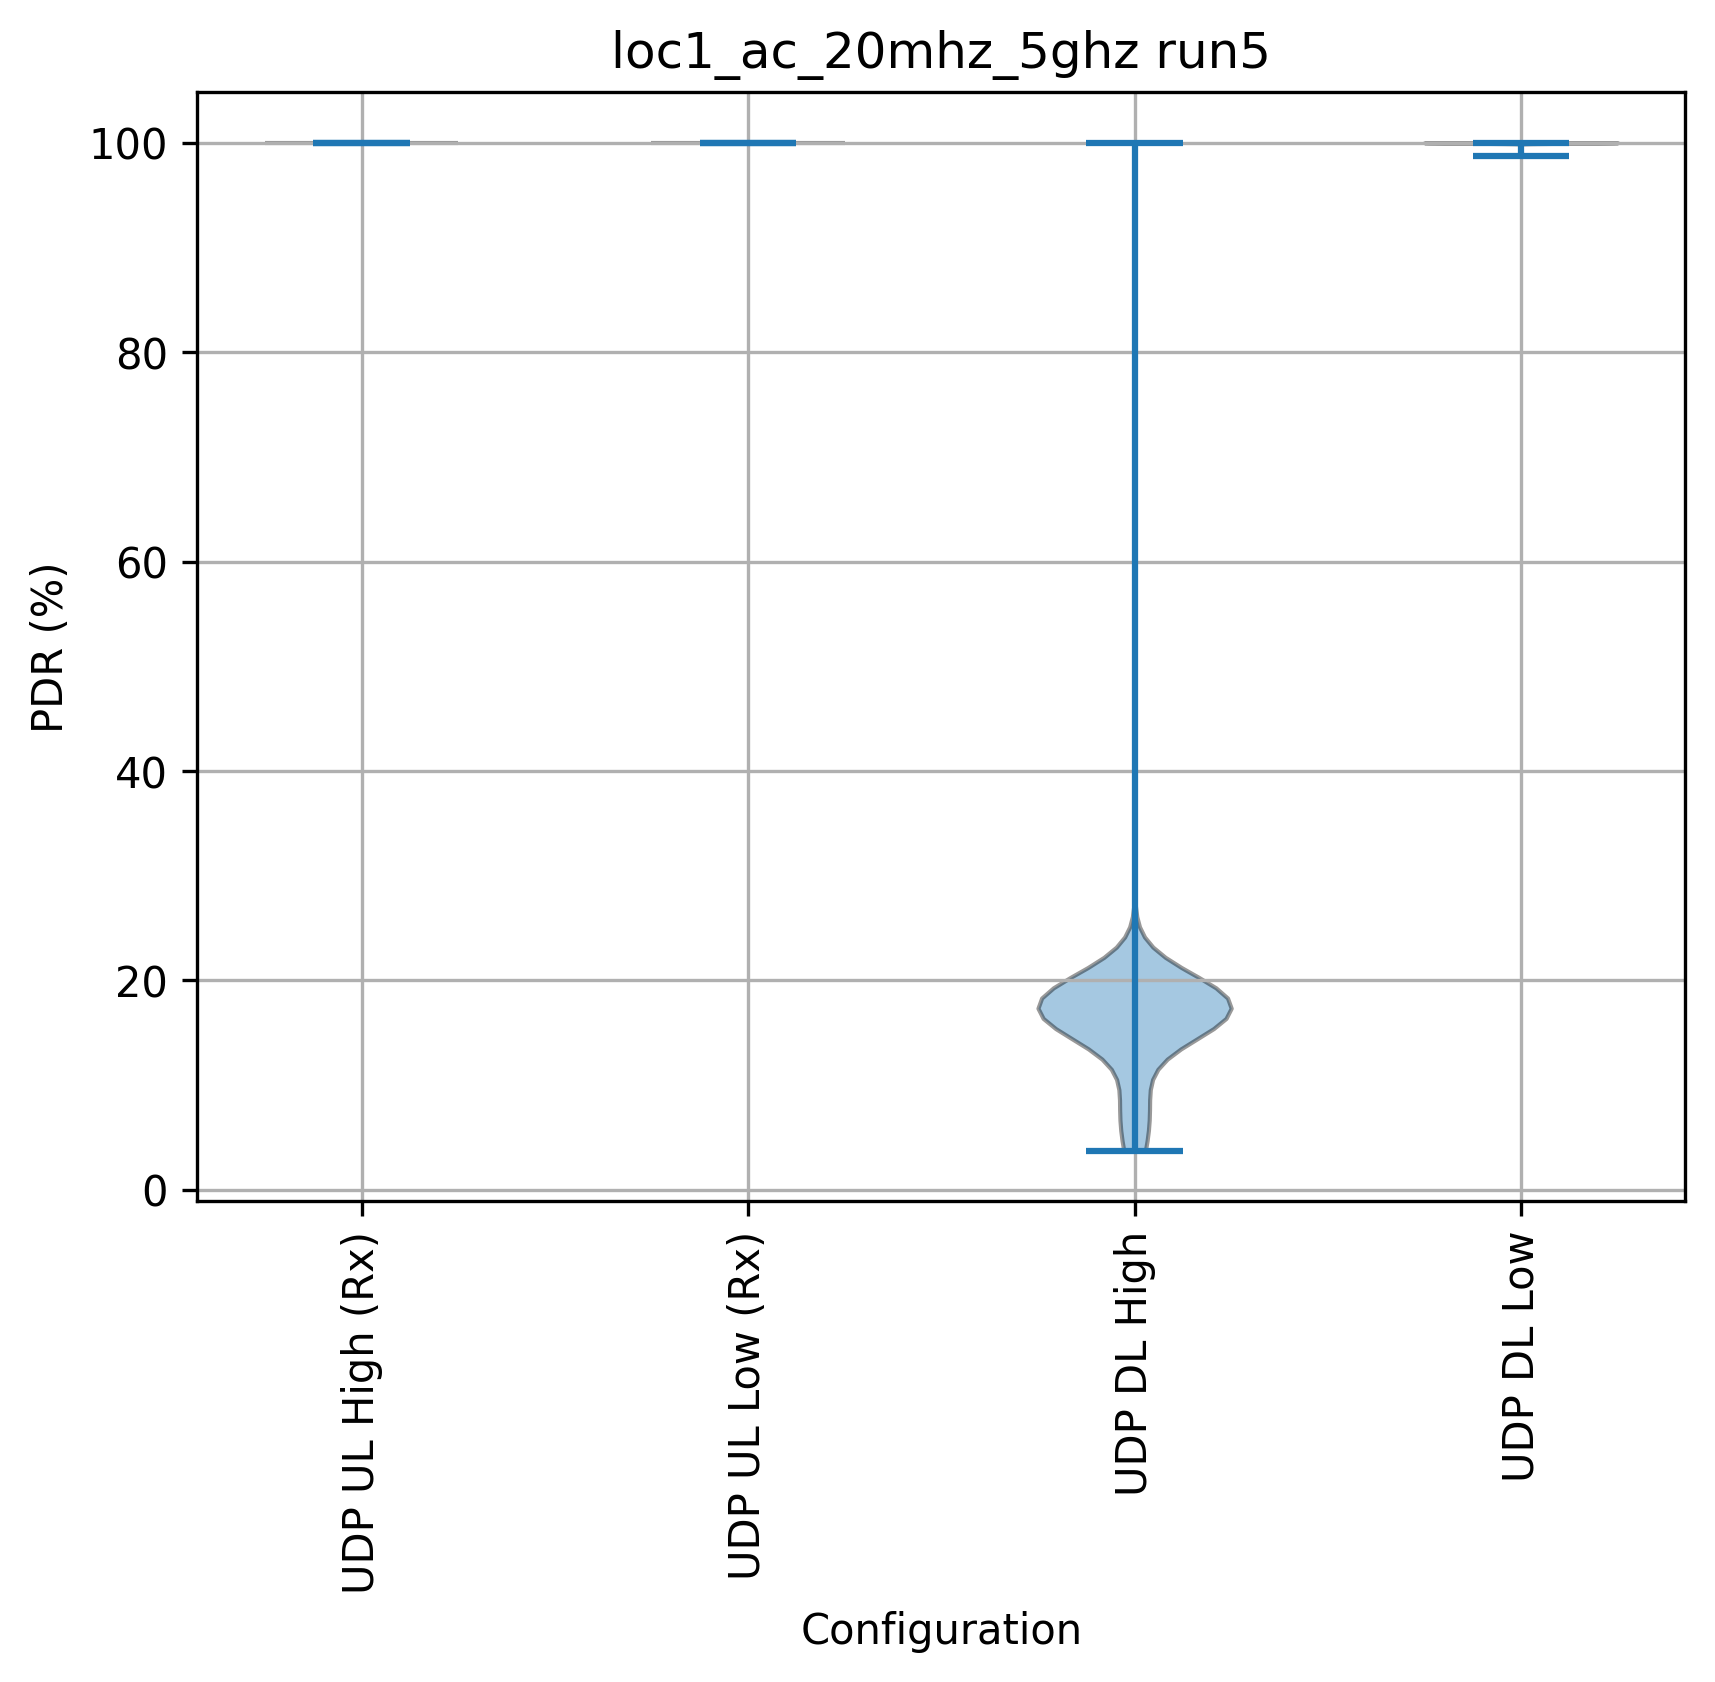 loc1_ac_20mhz_5ghz run5
100
80
60
40
20
0
PDR (%)
UDP UL High (Rx)
UDP UL Low (Rx)
UDP DL High
UDP DL Low
Configuration